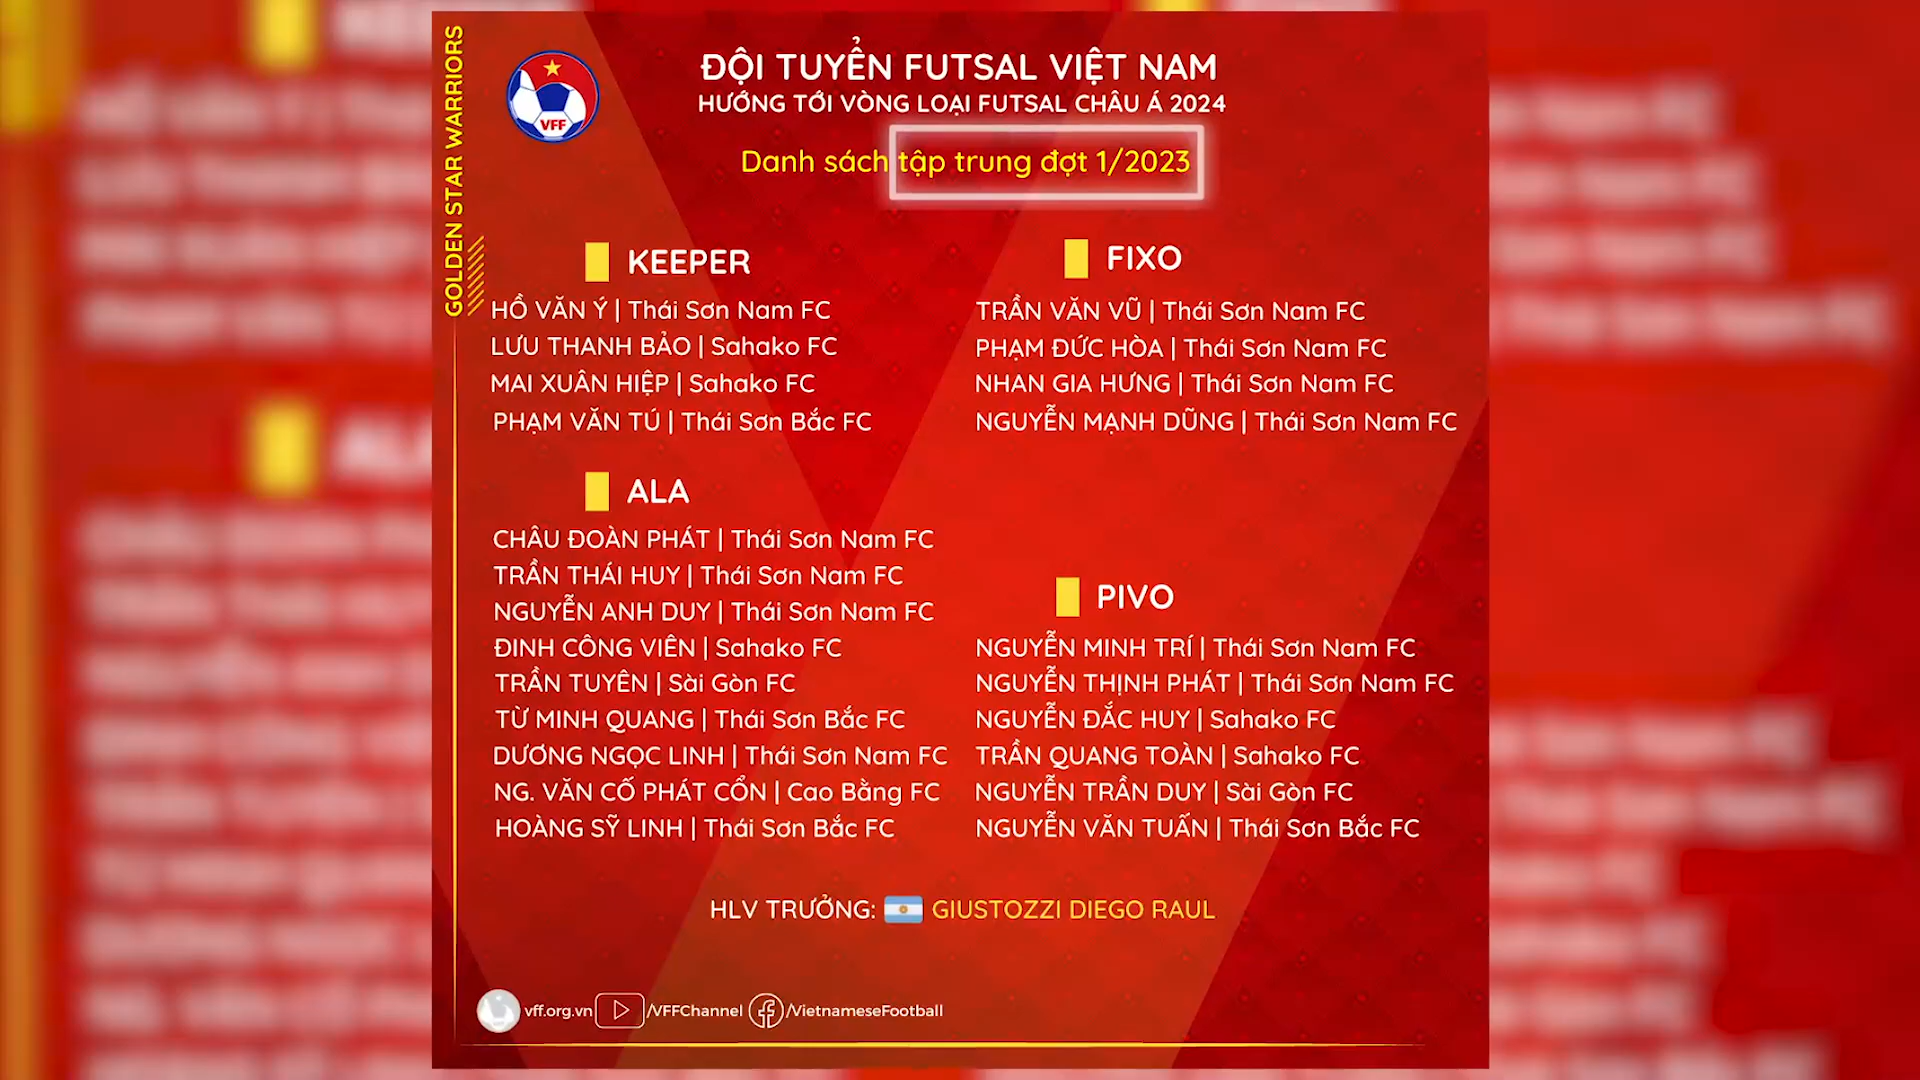 GOLDEN STAR WARRIORS
VFF
ĐỘI TUYỂN FUTSAL VIỆT NAM
HƯỚNG TỚI VÒNG LOẠI FUTSAL CHÂU Á 2024
Danh sách tập trung đợt 1/2023
KEEPER
HỒ VĂN Ý | Thái Sơn Nam FC
LƯU THANH BẢO | Sahako FC
MAI XUÂN HIỆP | Sahako FC
PHẠM VĂN TÚ | Thái Sơn Bắc FC
FIXO
TRẦN VĂN VŨ | Thái Sơn Nam FC
PHẠM ĐỨC HÒA | Thái Sơn Nam FC
NHAN GIA HƯNG | Thái Sơn Nam FC
NGUYỄN MẠNH DŨNG | Thái Sơn Nam FC
ALA
CHÂU ĐOÀN PHÁT | Thái Sơn Nam FC
TRẦN THÁI HUY | Thái Sơn Nam FC
NGUYỄN ANH DUY | Thái Sơn Nam FC
ĐINH CÔNG VIÊN | Sahako FC
TRẦN TUYÊN | Sài Gòn FC
TỪ MINH QUANG | Thái Sơn Bắc FC
DƯƠNG NGỌC LINH | Thái Sơn Nam FC
NG. VĂN CỐ PHÁT CỔN | Cao Bằng FC
HOÀNG SỸ LINH | Thái Sơn Bắc FC
PIVO
NGUYỄN MINH TRÍ | Thái Sơn Nam FC
NGUYỄN THỊNH PHÁT | Thái Sơn Nam FC
NGUYỄN ĐẮC HUY | Sahako FC
TRẦN QUANG TOÀN | Sahako FC
NGUYỄN TRẦN DUY | Sài Gòn FC
NGUYỄN VĂN TUẤN | Thái Sơn Bắc FC
HLV TRƯỞNG: GIUSTOZZI DIEGO RAUL
vff.org.vn /VFFChannel /VietnameseFootball